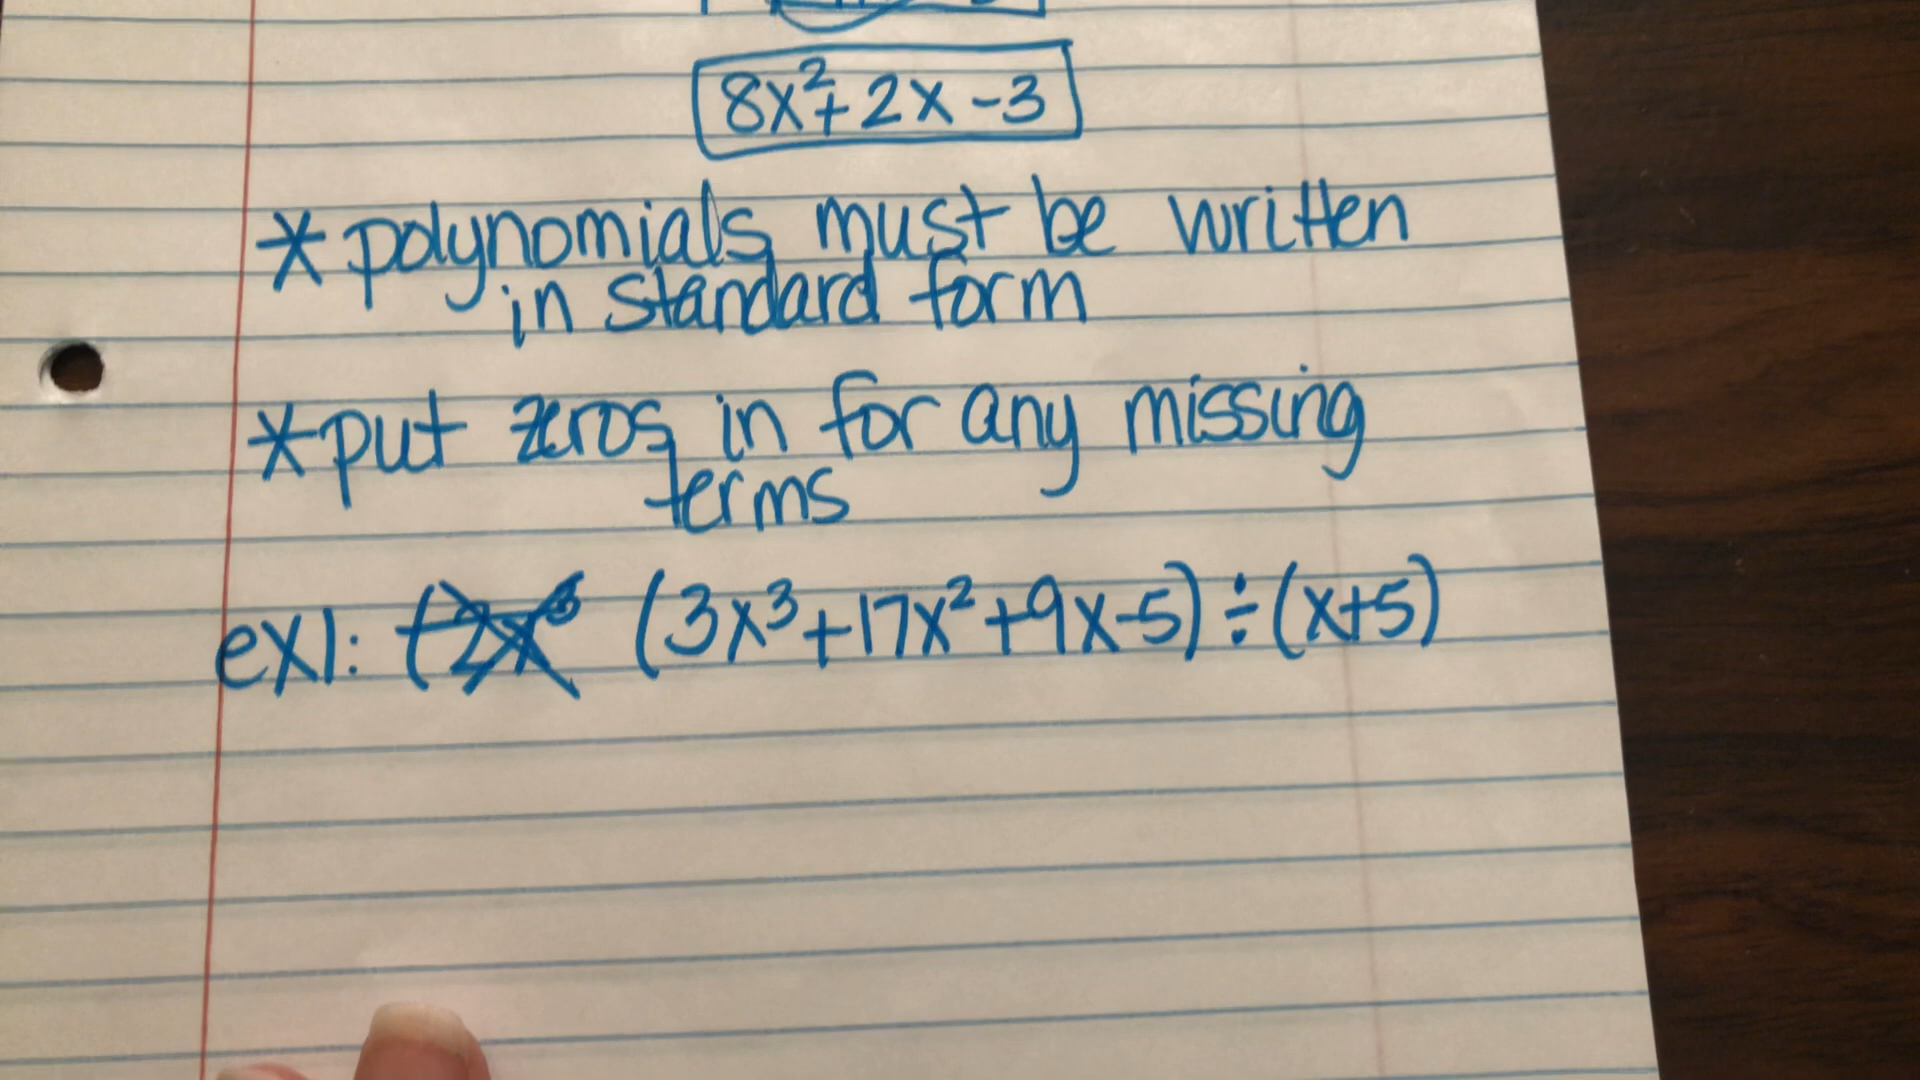 8x²+2x-3
* polynomials must be written
in standard form
* put zeros in for any missing
terms
ex1: (2x³ (3x³+17x²+9x-5)÷(x+5)